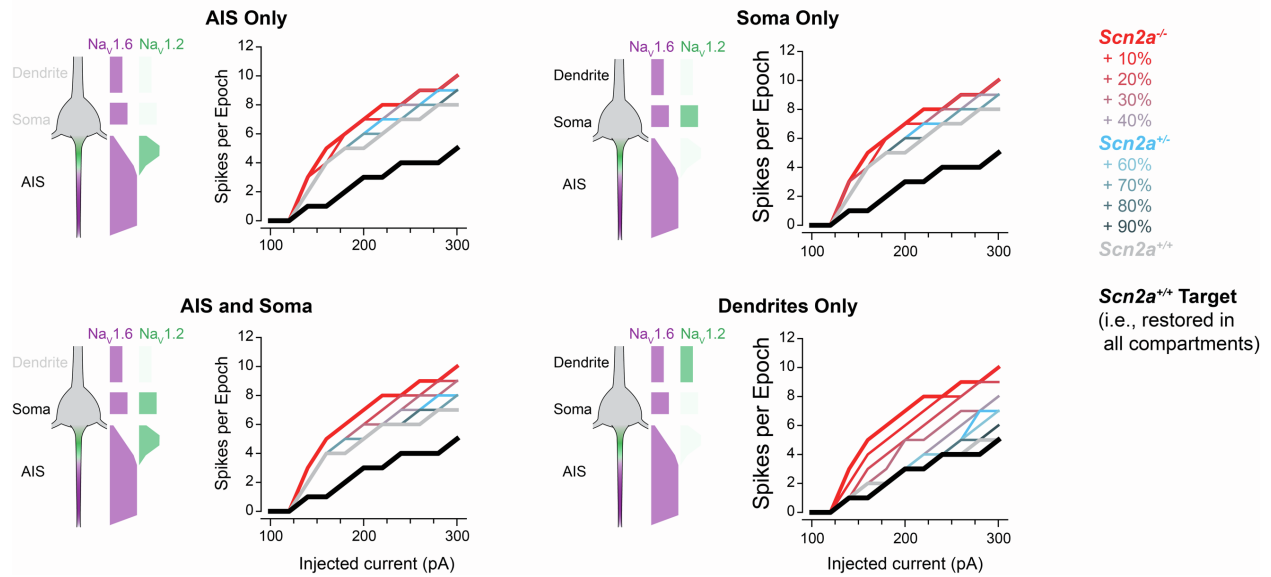 AIS Only
NaV1.6 NaV1.2
Dendrite
Soma
AIS
Spikes per Epoch
12
10
8
6
4
2
0
100 200 300
Soma Only
NaV1.6 NaV1.2
Dendrite
Soma
AIS
Spikes per Epoch
12
10
8
6
4
2
0
100 200 300
Scn2a-/-
+ 10%
+ 20%
+ 30%
+ 40%
Scn2a+/-
+ 60%
+ 70%
+ 80%
+ 90%
Scn2a+/+
Scn2a+/+ Target
(i.e., restored in
all compartments)
AIS and Soma
NaV1.6 NaV1.2
Dendrite
Soma
AIS
Spikes per Epoch
12
10
8
6
4
2
0
100 200 300
Injected current (pA)
Dendrites Only
NaV1.6 NaV1.2
Dendrite
Soma
AIS
Spikes per Epoch
12
10
8
6
4
2
0
100 200 300
Injected current (pA)